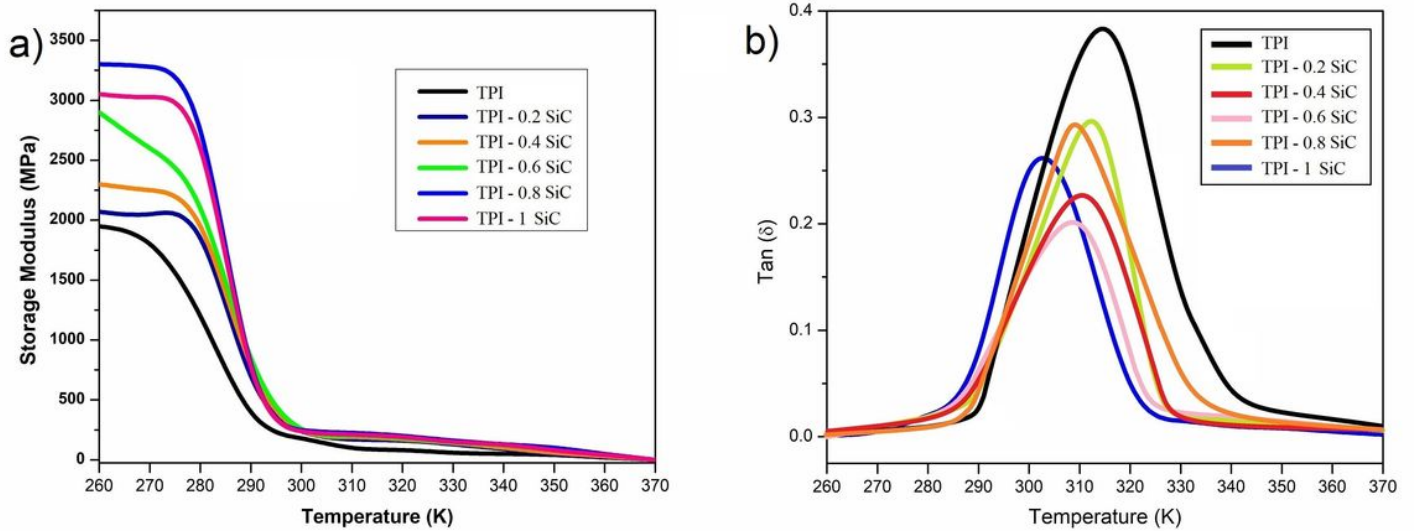 a)
Storage Modulus (MPa)
3500
3000
2500
2000
1500
1000
500
0
260 270 280 290 300 310 320 330 340 350 360 370
Temperature (K)
TPI
TPI - 0.2 SiC
TPI - 0.4 SiC
TPI - 0.6 SiC
TPI - 0.8 SiC
TPI - 1 SiC
b)
Tan (δ)
0.4
0.3
0.2
0.1
0.0
260 270 280 290 300 310 320 330 340 350 360 370
Temperature (K)
TPI
TPI - 0.2 SiC
TPI - 0.4 SiC
TPI - 0.6 SiC
TPI - 0.8 SiC
TPI - 1 SiC